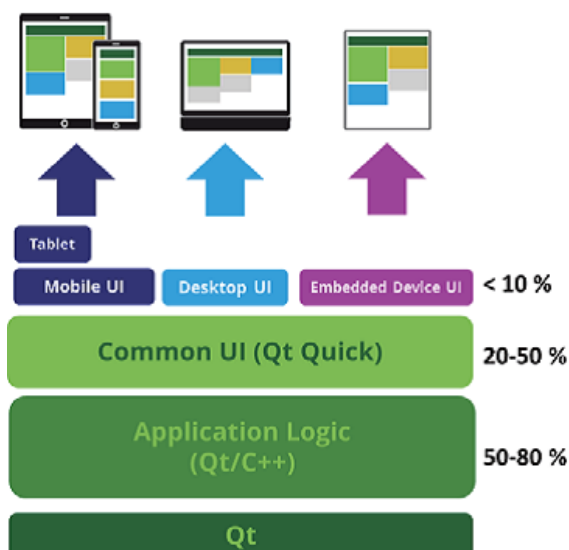 Tablet
Mobile UI
Desktop UI
Embedded Device UI
< 10 %
Common UI (Qt Quick)
20-50 %
Application Logic
(Qt/C++)
50-80 %
Qt